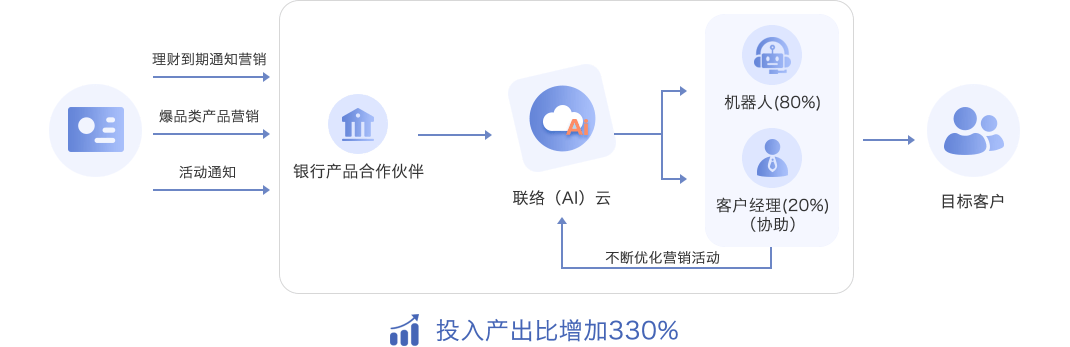 理财到期通知营销
爆品类产品营销
活动通知
银行产品合作伙伴
AI
联络（AI）云
机器人(80%)
客户经理(20%)
（协助）
不断优化营销活动
目标客户
投入产出比增加330%